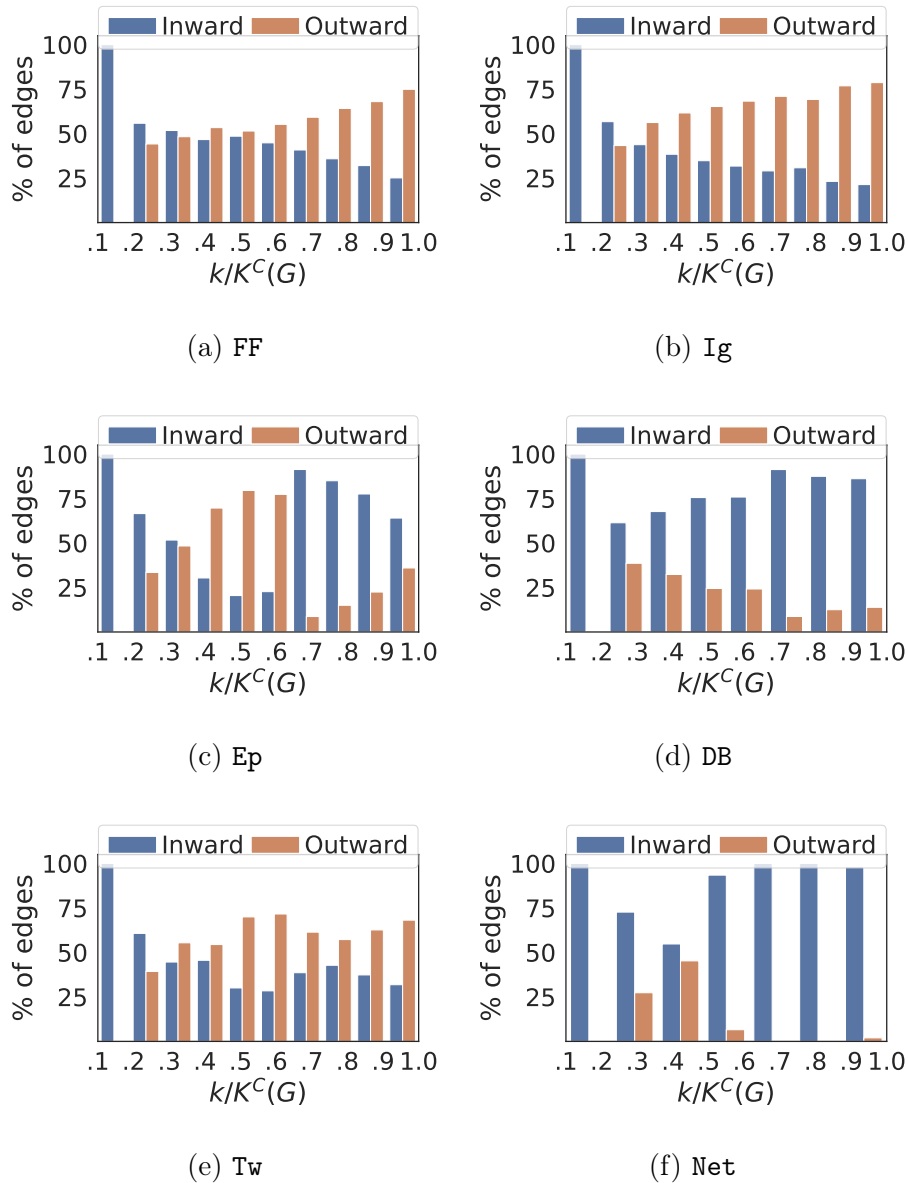 Inward Outward
100
75
50
25
% of edges
.1 .2 .3 .4 .5 .6 .7 .8 .9 1.0
k/K^C(G)
(a) FF
Inward Outward
100
75
50
25
% of edges
.1 .2 .3 .4 .5 .6 .7 .8 .9 1.0
k/K^C(G)
(b) Ig
Inward Outward
100
75
50
25
% of edges
.1 .2 .3 .4 .5 .6 .7 .8 .9 1.0
k/K^C(G)
(c) Ep
Inward Outward
100
75
50
25
% of edges
.1 .2 .3 .4 .5 .6 .7 .8 .9 1.0
k/K^C(G)
(d) DB
Inward Outward
100
75
50
25
% of edges
.1 .2 .3 .4 .5 .6 .7 .8 .9 1.0
k/K^C(G)
(e) Tw
Inward Outward
100
75
50
25
% of edges
.1 .2 .3 .4 .5 .6 .7 .8 .9 1.0
k/K^C(G)
(f) Net